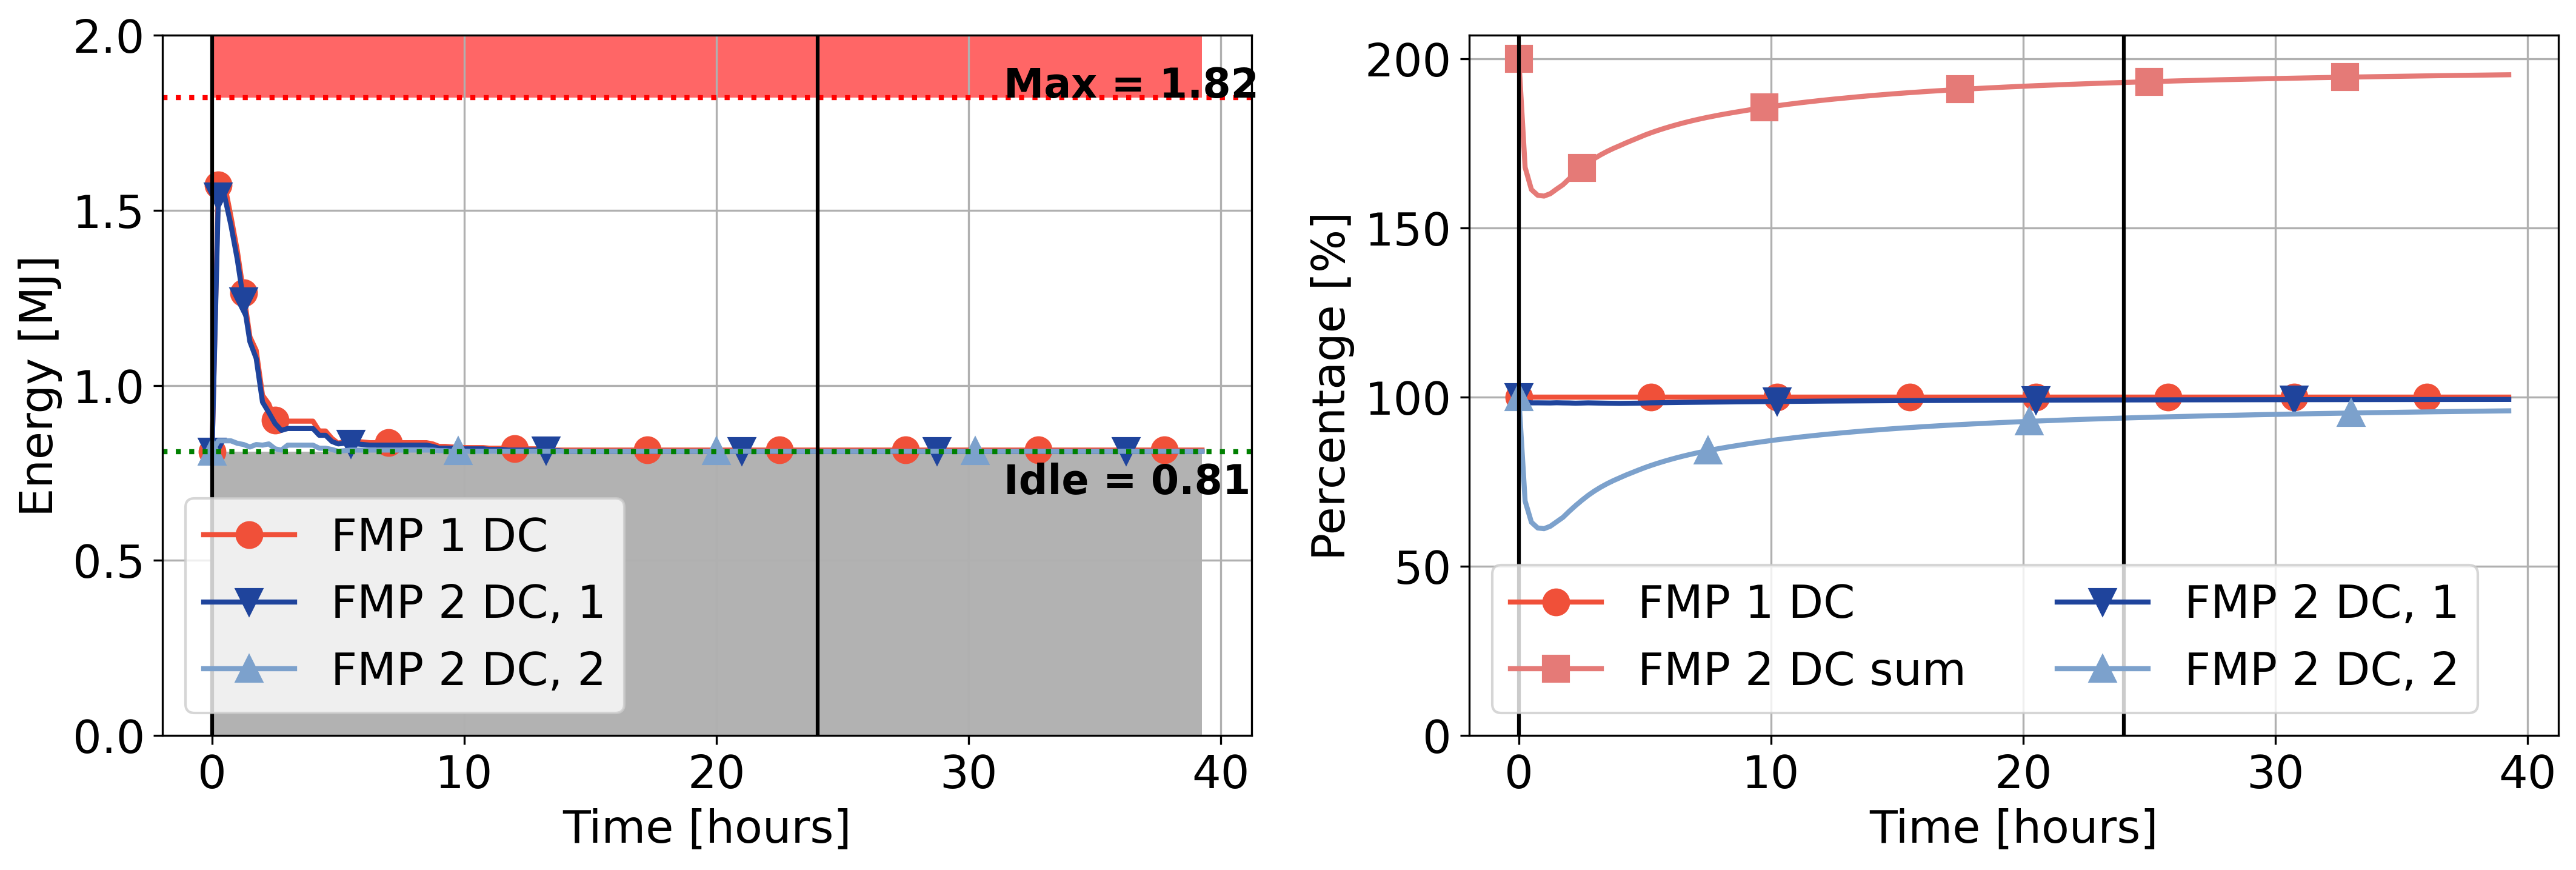 2.0
1.5
1.0
0.5
0.0
Energy [MJ]
Max = 1.82
Idle = 0.81
FMP 1 DC
FMP 2 DC, 1
FMP 2 DC, 2
0 10 20 30 40
Time [hours]
200
150
100
50
0
Percentage [%]
FMP 1 DC FMP 2 DC, 1
FMP 2 DC sum FMP 2 DC, 2
0 10 20 30 40
Time [hours]